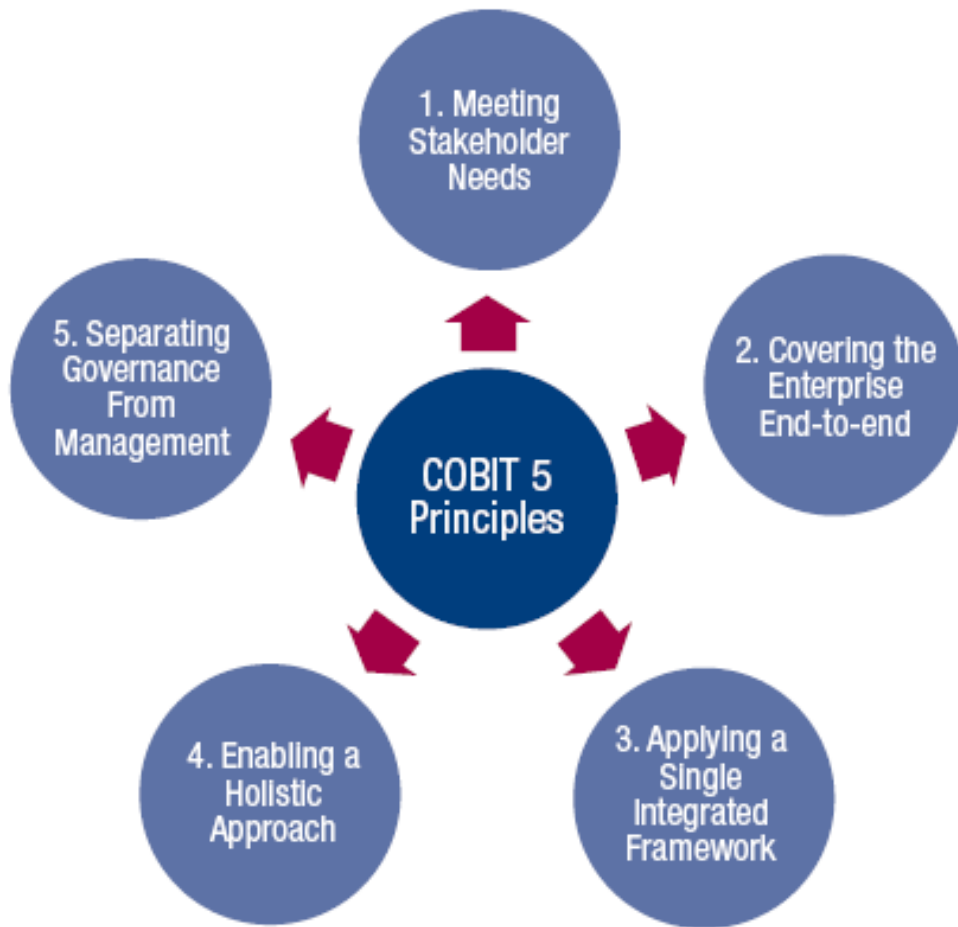 1. Meeting
Stakeholder
Needs
5. Separating
Governance
From
Management
2. Covering the
Enterprise
End-to-end
COBIT 5
Principles
4. Enabling a
Holistic
Approach
3. Applying a
Single
Integrated
Framework